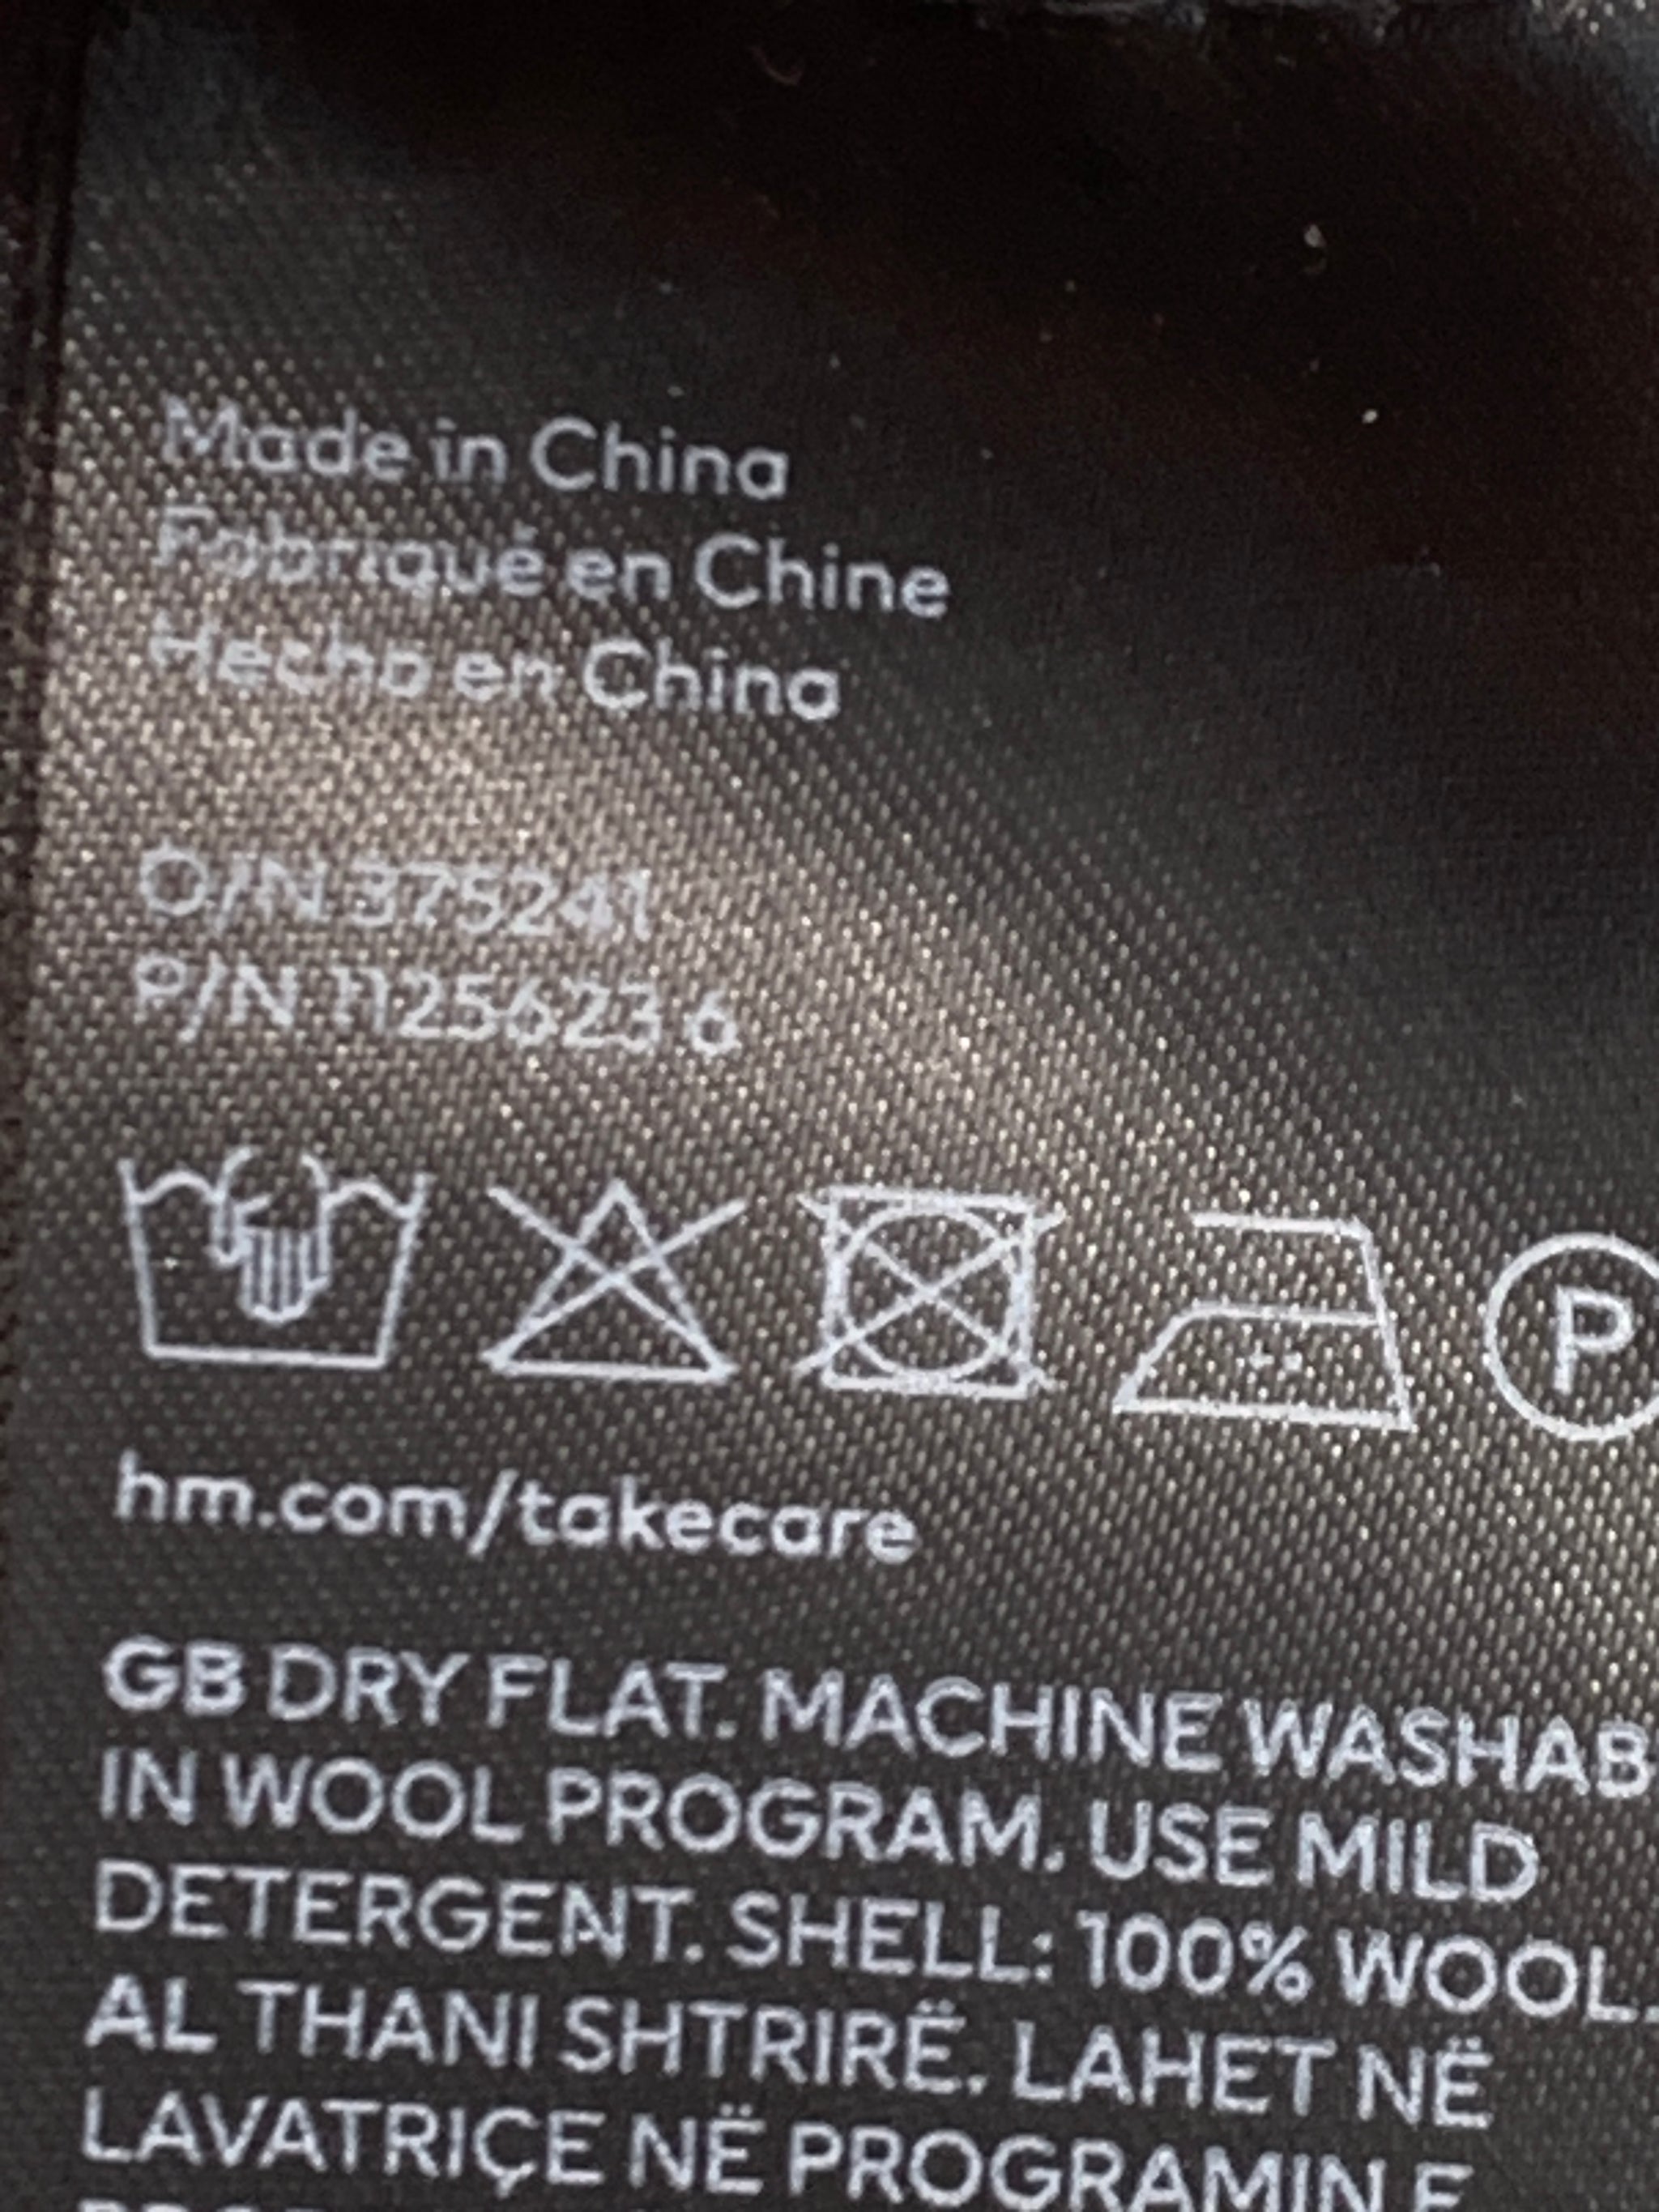 Made in China
Fabriqué en Chine
Hecho en China
O/N 375241
P/N 1125623 6
P
hm.com/takecare
GB DRY FLAT. MACHINE WASHAB
IN WOOL PROGRAM. USE MILD
DETERGENT. SHELL: 100% WOOL.
AL THANI SHTRIRË. LAHET NË
LAVATRIÇE NË PROGRAMIN E